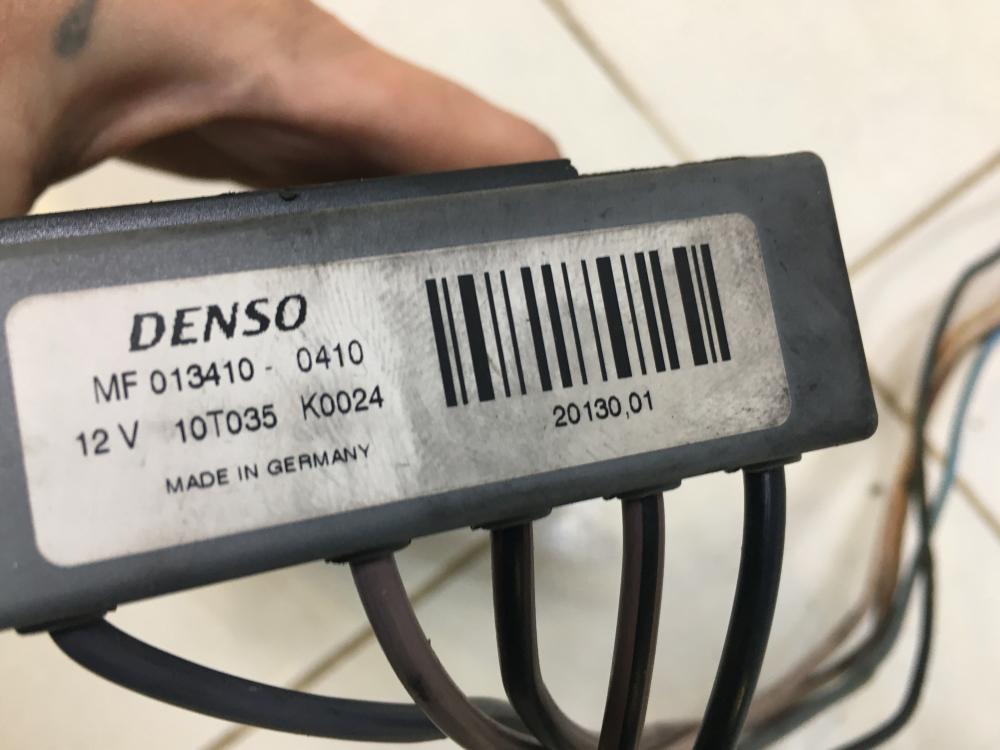 DENSO
MF 013410 - 0410
12 V 10T035 K0024
MADE IN GERMANY
20130,01